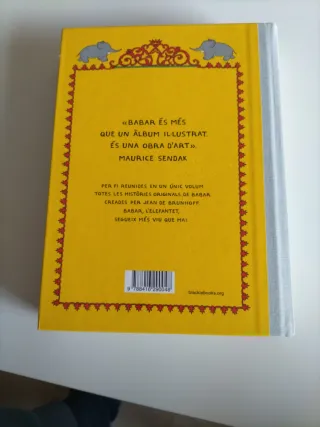 «BABAR ÉS MÉS
QUE UN ÀLBUM IL·LUSTRAT.
ÉS UNA OBRA D'ART».
MAURICE SENDAK
PER FI REUNIDES EN UN ÚNIC VOLUM
TOTES LES HISTÒRIES ORIGINALS DE BABAR
CREADES PER JEAN DE BRUNHOFF.
BABAR, L'ELEFANTET,
SEGUEIX MÉS VIU QUE MAI.
blackiebooks.org